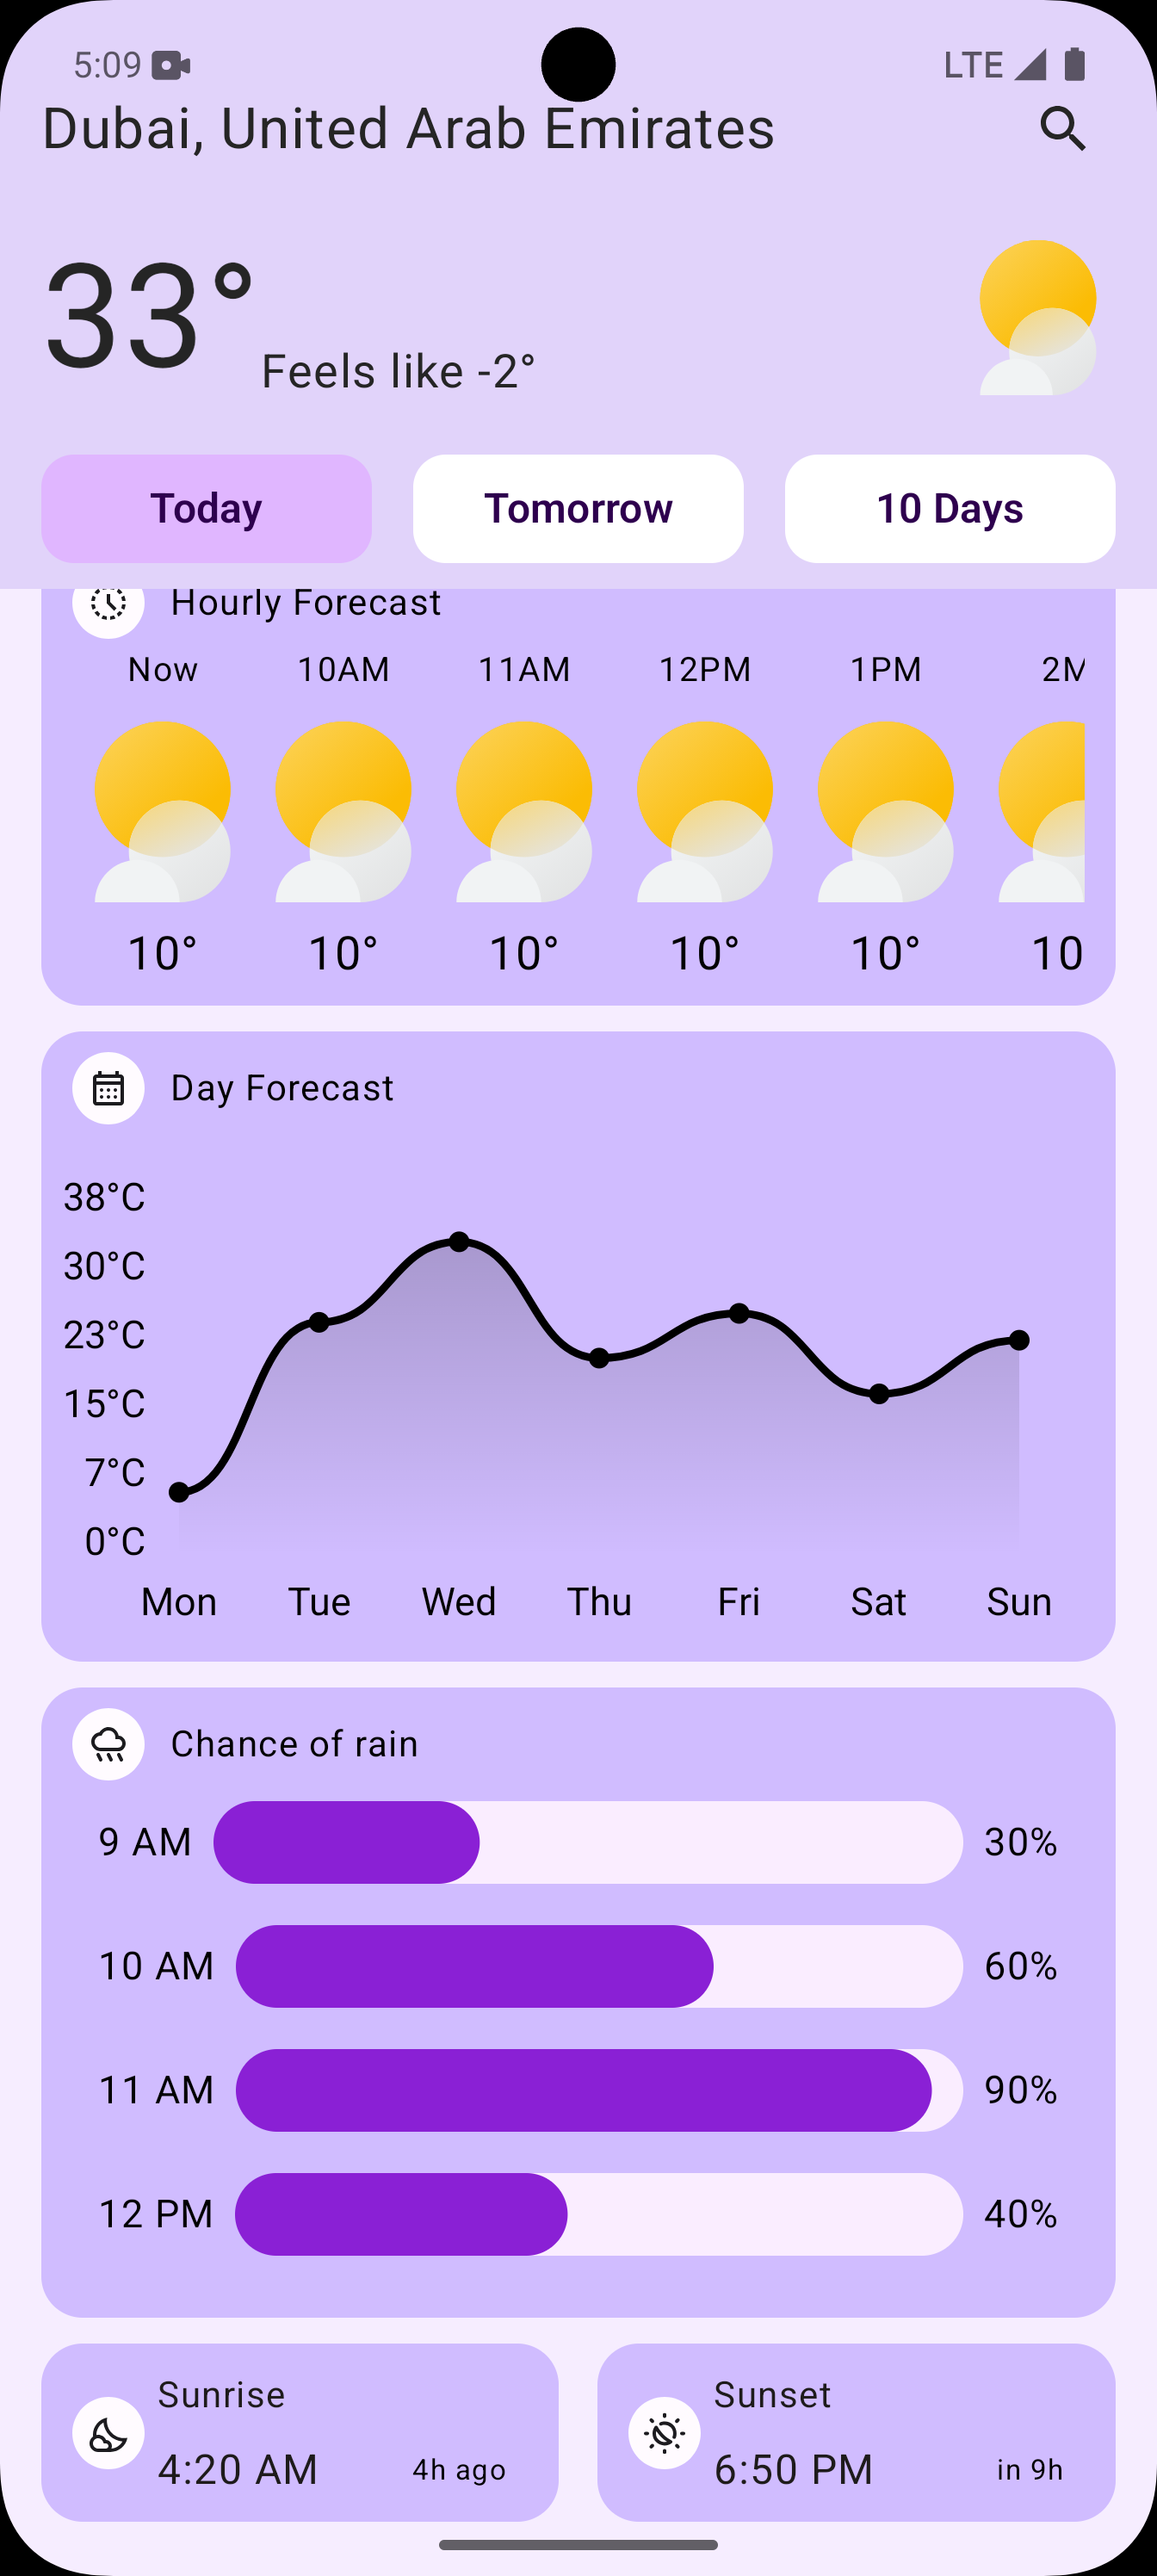 5:09 LTE
Dubai, United Arab Emirates
33°
Feels like -2°
Today Tomorrow 10 Days
Hourly Forecast
Now 10AM 11AM 12PM 1PM 2M
10° 10° 10° 10° 10° 10
Day Forecast
38°C
30°C
23°C
15°C
7°C
0°C
Mon Tue Wed Thu Fri Sat Sun
Chance of rain
9 AM 30%
10 AM 60%
11 AM 90%
12 PM 40%
Sunrise
4:20 AM 4h ago
Sunset
6:50 PM in 9h